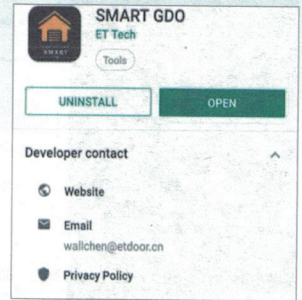 SMART GDO
ET Tech
SMART
Tools
UNINSTALL
OPEN
Developer contact
Website
Email
wallchen@etdoor.cn
Privacy Policy